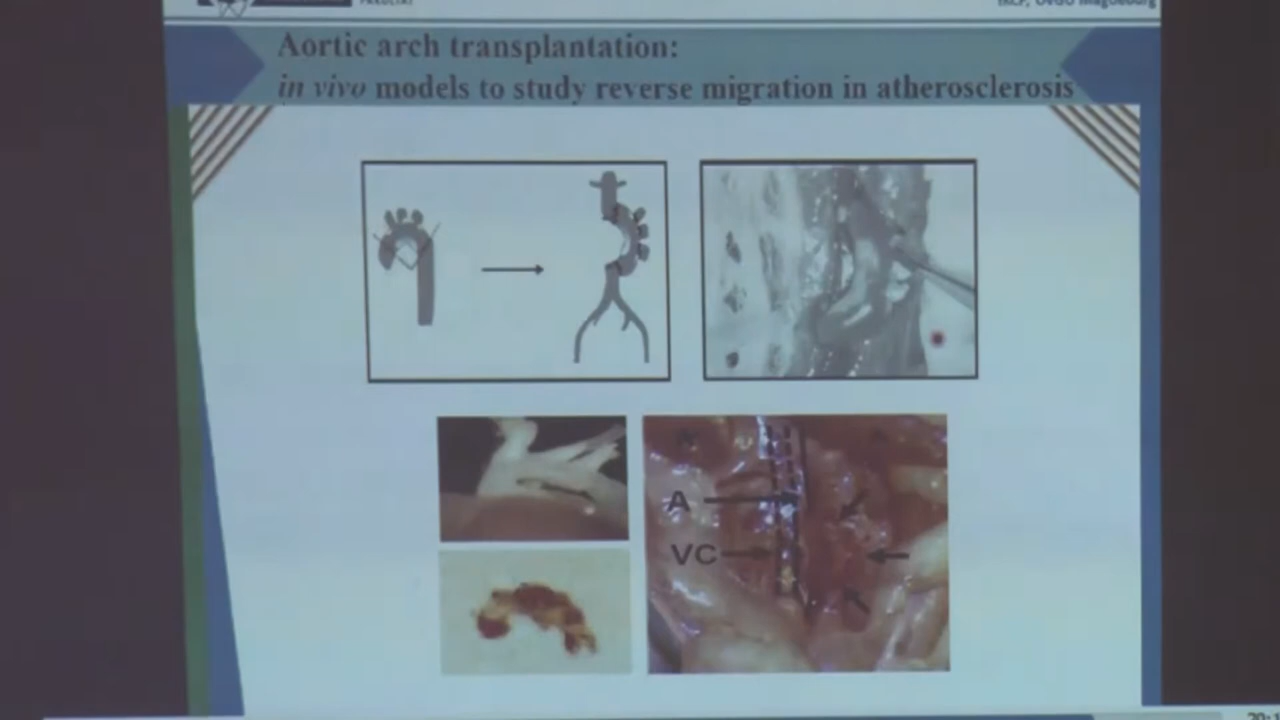 Aortic arch transplantation:
in vivo models to study reverse migration in atherosclerosis
A
VC